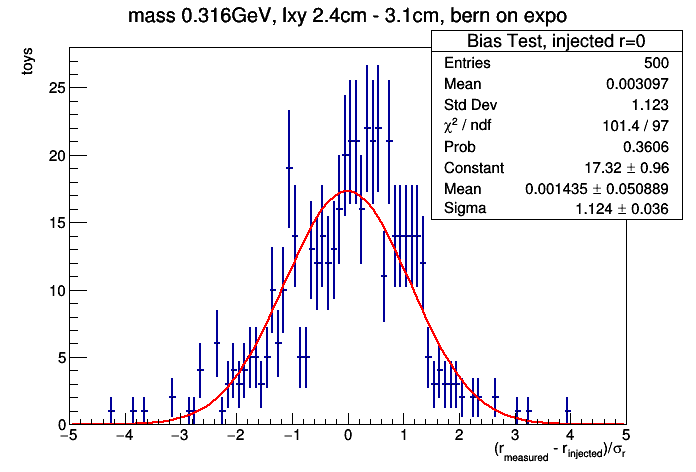 mass 0.316GeV, lxy 2.4cm - 3.1cm, bern on expo
Bias Test, injected r=0
Entries 500
Mean 0.003097
Std Dev 1.123
χ² / ndf 101.4 / 97
Prob 0.3606
Constant 17.32 ± 0.96
Mean 0.001435 ± 0.050889
Sigma 1.124 ± 0.036
toys
25
20
15
10
5
0
−5 −4 −3 −2 −1 0 1 2 3 4 5
(r_measured - r_injected)/σ_r